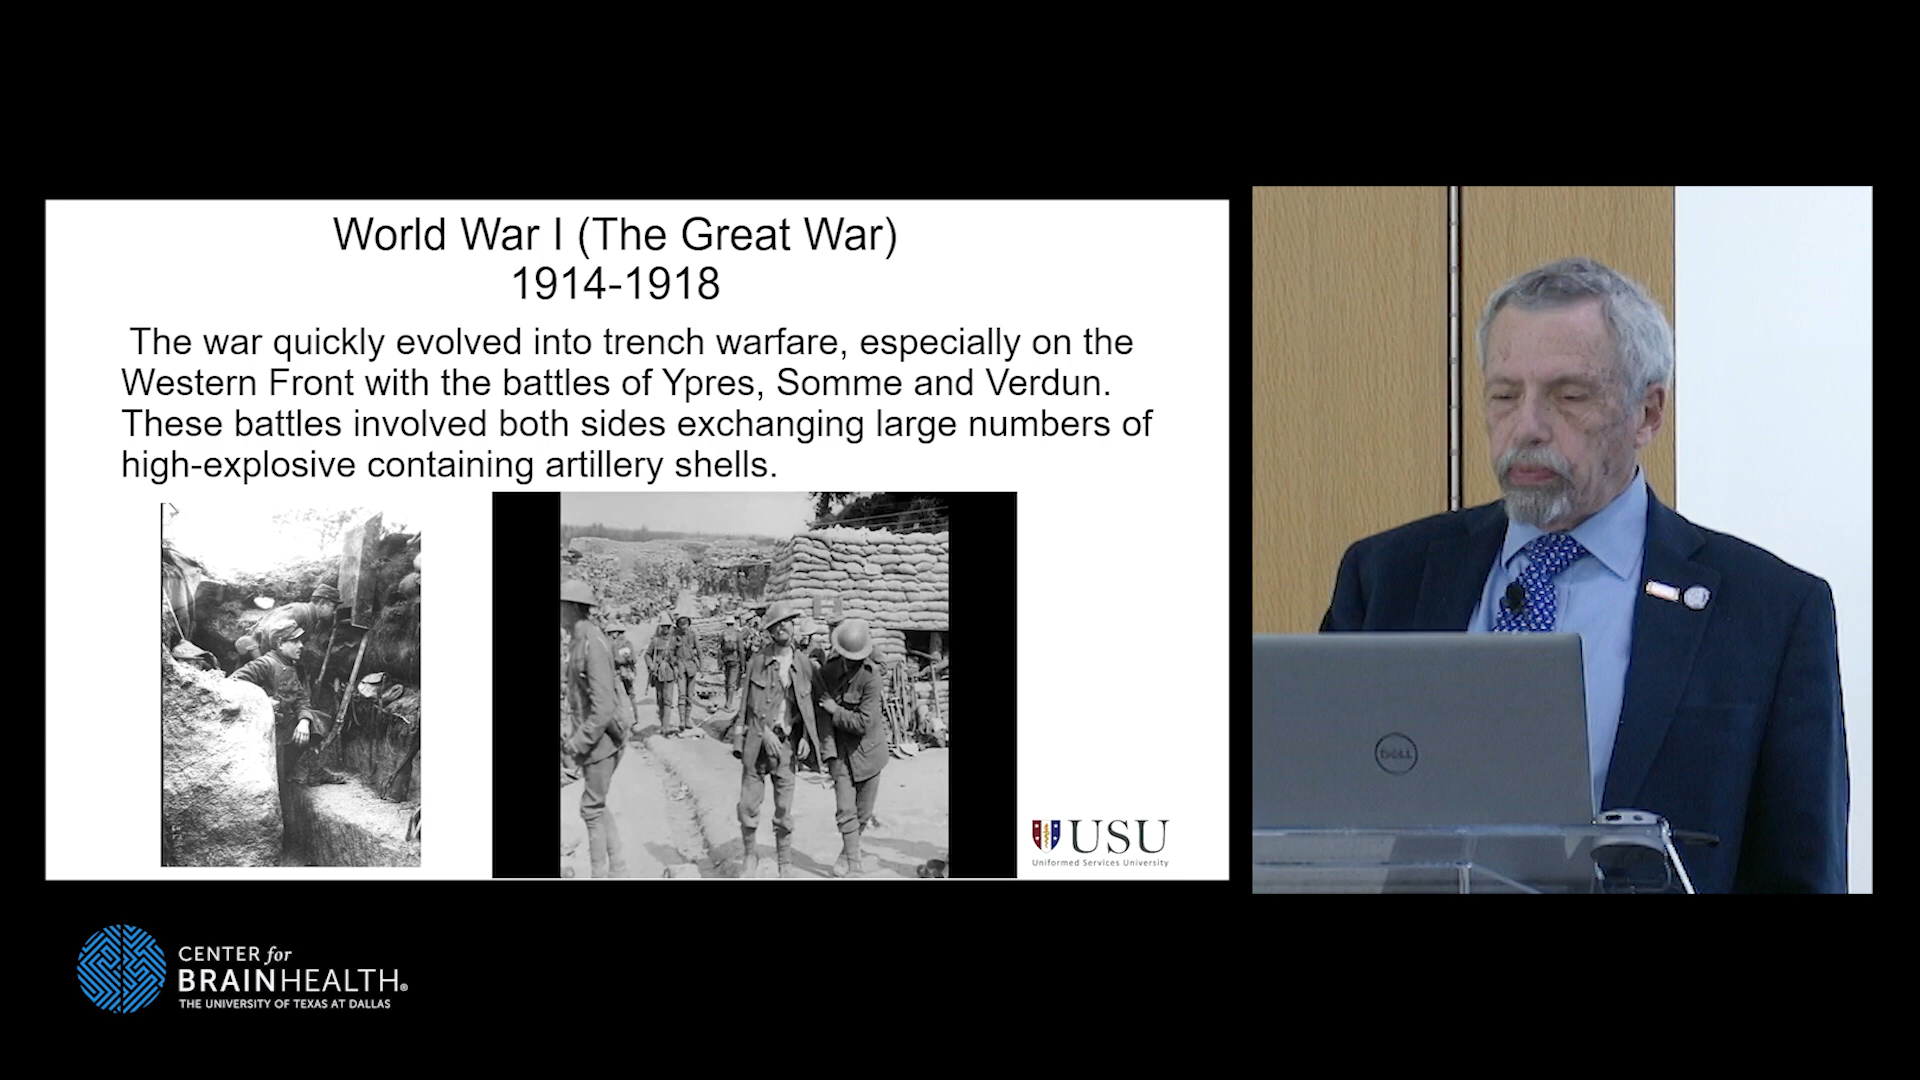 World War I (The Great War)
1914-1918
The war quickly evolved into trench warfare, especially on the
Western Front with the battles of Ypres, Somme and Verdun.
These battles involved both sides exchanging large numbers of
high-explosive containing artillery shells.
USU
Uniformed Services University
DELL
CENTER for
BRAINHEALTH®
THE UNIVERSITY OF TEXAS AT DALLAS